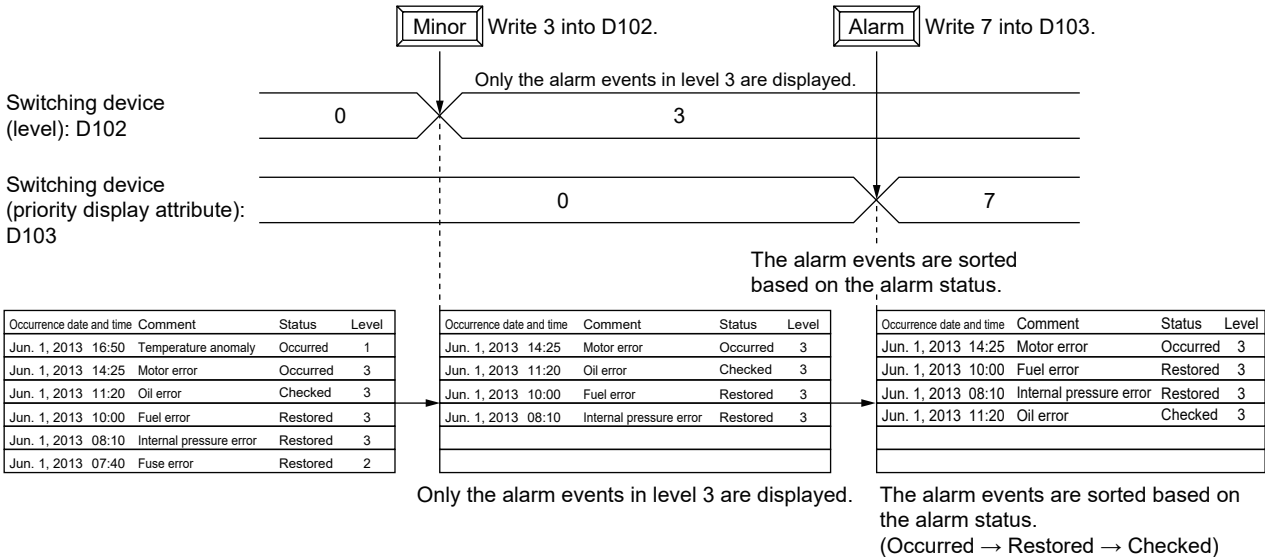 Minor Write 3 into D102.
Alarm Write 7 into D103.
Only the alarm events in level 3 are displayed.
Switching device
(level): D102
0
3
Switching device
(priority display attribute):
D103
0
7
The alarm events are sorted
based on the alarm status.
Occurrence date and time Comment Status Level
Jun. 1, 2013 16:50 Temperature anomaly Occurred 1
Jun. 1, 2013 14:25 Motor error Occurred 3
Jun. 1, 2013 11:20 Oil error Checked 3
Jun. 1, 2013 10:00 Fuel error Restored 3
Jun. 1, 2013 08:10 Internal pressure error Restored 3
Jun. 1, 2013 07:40 Fuse error Restored 2
Occurrence date and time Comment Status Level
Jun. 1, 2013 14:25 Motor error Occurred 3
Jun. 1, 2013 11:20 Oil error Checked 3
Jun. 1, 2013 10:00 Fuel error Restored 3
Jun. 1, 2013 08:10 Internal pressure error Restored 3
Occurrence date and time Comment Status Level
Jun. 1, 2013 14:25 Motor error Occurred 3
Jun. 1, 2013 10:00 Fuel error Restored 3
Jun. 1, 2013 08:10 Internal pressure error Restored 3
Jun. 1, 2013 11:20 Oil error Checked 3
Only the alarm events in level 3 are displayed.
The alarm events are sorted based on
the alarm status.
(Occurred → Restored → Checked)